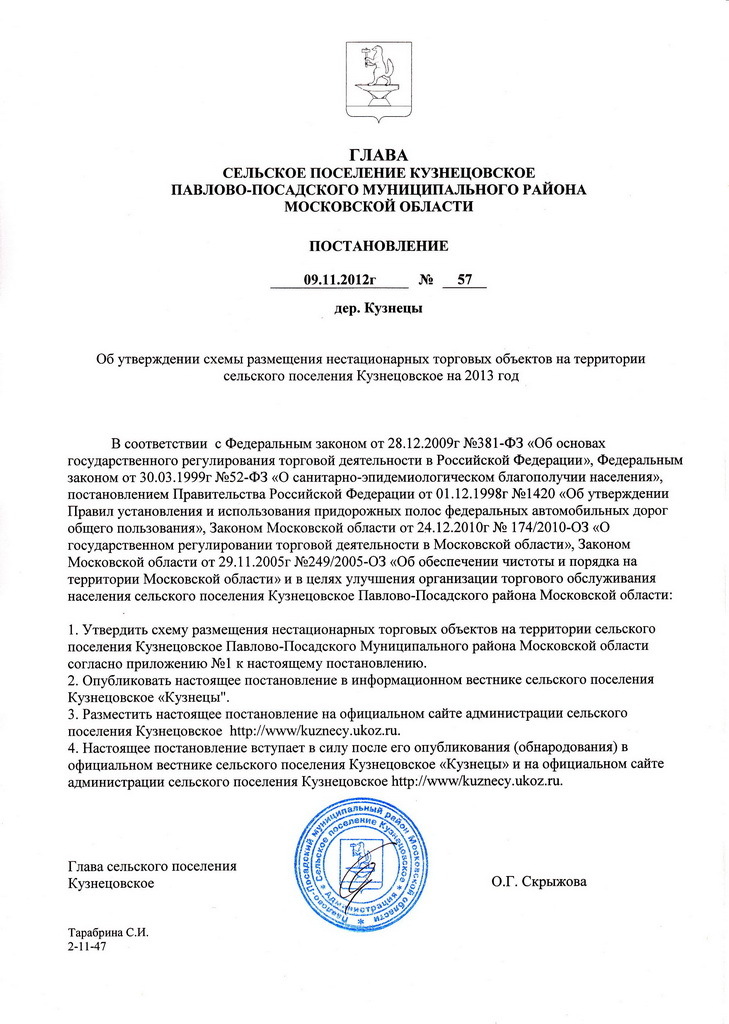 ГЛАВА
СЕЛЬСКОЕ ПОСЕЛЕНИЕ КУЗНЕЦОВСКОЕ
ПАВЛОВО-ПОСАДСКОГО МУНИЦИПАЛЬНОГО РАЙОНА
МОСКОВСКОЙ ОБЛАСТИ
ПОСТАНОВЛЕНИЕ
09.11.2012г № 57
дер. Кузнецы
Об утверждении схемы размещения нестационарных торговых объектов на территории
сельского поселения Кузнецовское на 2013 год
В соответствии с Федеральным законом от 28.12.2009г №381-ФЗ «Об основах
государственного регулирования торговой деятельности в Российской Федерации», Федеральным
законом от 30.03.1999г №52-ФЗ «О санитарно-эпидемиологическом благополучии населения»,
постановлением Правительства Российской Федерации от 01.12.1998г №1420 «Об утверждении
Правил установления и использования придорожных полос федеральных автомобильных дорог
общего пользования», Законом Московской области от 24.12.2010г № 174/2010-ОЗ «О
государственном регулировании торговой деятельности в Московской области», Законом
Московской области от 29.11.2005г №249/2005-ОЗ «Об обеспечении чистоты и порядка на
территории Московской области» и в целях улучшения организации торгового обслуживания
населения сельского поселения Кузнецовское Павлово-Посадского района Московской области:
1. Утвердить схему размещения нестационарных торговых объектов на территории сельского
поселения Кузнецовское Павлово-Посадского Муниципального района Московской области
согласно приложению №1 к настоящему постановлению.
2. Опубликовать настоящее постановление в информационном вестнике сельского поселения
Кузнецовское «Кузнецы".
3. Разместить настоящее постановление на официальном сайте администрации сельского
поселения Кузнецовское http://www/kuznecy.ukoz.ru.
4. Настоящее постановление вступает в силу после его опубликования (обнародования) в
официальном вестнике сельского поселения Кузнецовское «Кузнецы» и на официальном сайте
администрации сельского поселения Кузнецовское http://www/kuznecy.ukoz.ru.
Павлово-Посадский муниципальный район Московской области
Сельское поселение Кузнецовское
Администрация
Глава сельского поселения
Кузнецовское О.Г. Скрыжова
Тарабрина С.И.
2-11-47